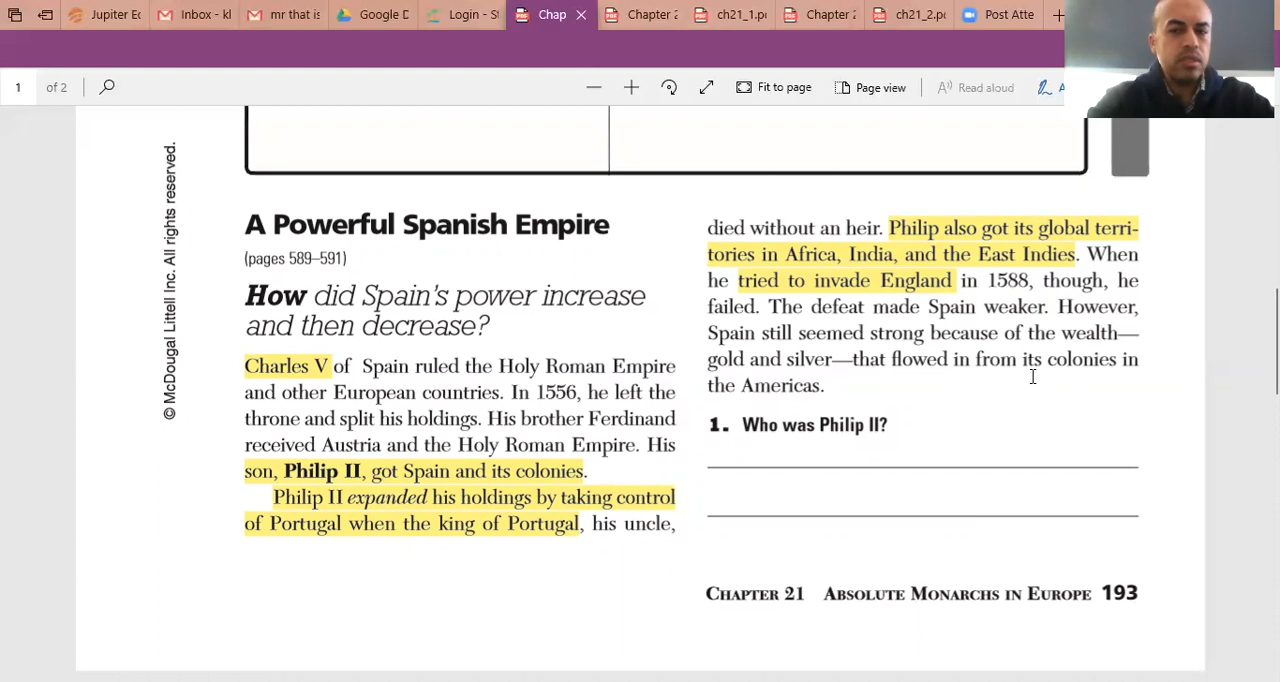 Jupiter Ec
Inbox - kl
mr that is
Google D
Login - St
Chap
Chapter 2
ch21_1.pd
Chapter 2
ch21_2.pd
Post Atte
1
of 2
Fit to page
Page view
Read aloud
© McDougal Littell Inc. All rights reserved.
A Powerful Spanish Empire
(pages 589–591)
How did Spain's power increase
and then decrease?
Charles V of Spain ruled the Holy Roman Empire
and other European countries. In 1556, he left the
throne and split his holdings. His brother Ferdinand
received Austria and the Holy Roman Empire. His
son, Philip II, got Spain and its colonies.
Philip II expanded his holdings by taking control
of Portugal when the king of Portugal, his uncle,
died without an heir. Philip also got its global terri-
tories in Africa, India, and the East Indies. When
he tried to invade England in 1588, though, he
failed. The defeat made Spain weaker. However,
Spain still seemed strong because of the wealth—
gold and silver—that flowed in from its colonies in
the Americas.
1. Who was Philip II?
CHAPTER 21 ABSOLUTE MONARCHS IN EUROPE 193